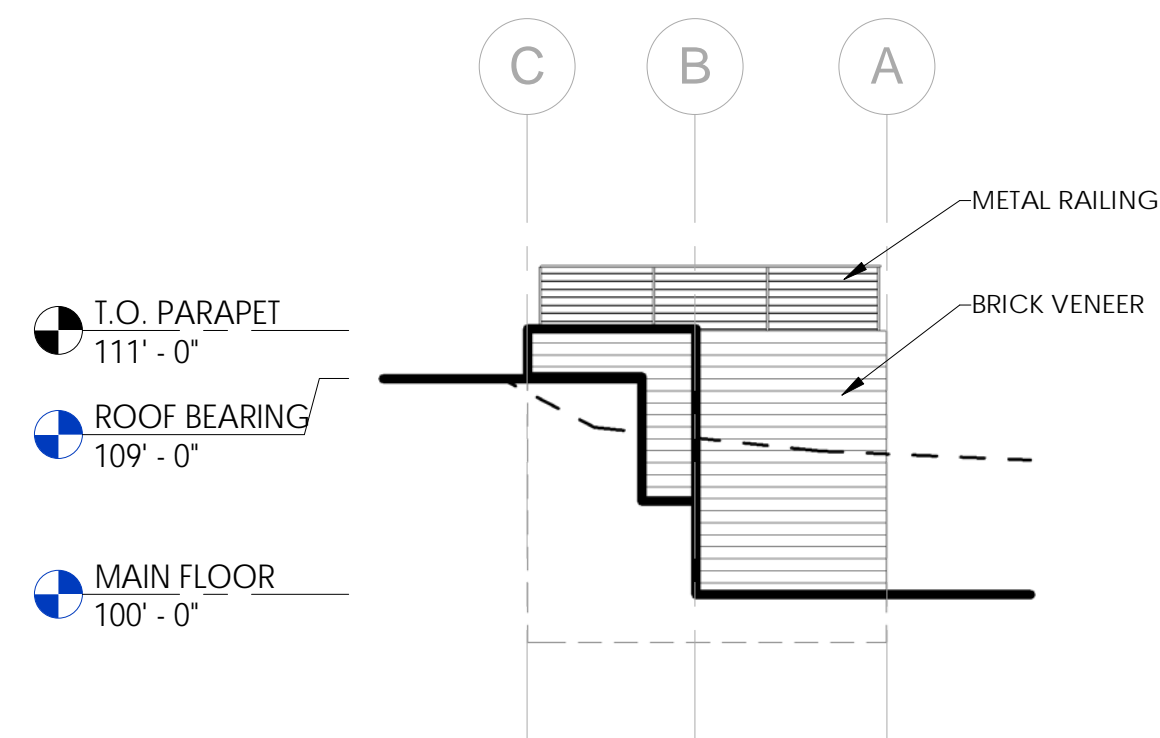 C B A
METAL RAILING
BRICK VENEER
T.O. PARAPET
111' - 0"
ROOF BEARING
109' - 0"
MAIN FLOOR
100' - 0"